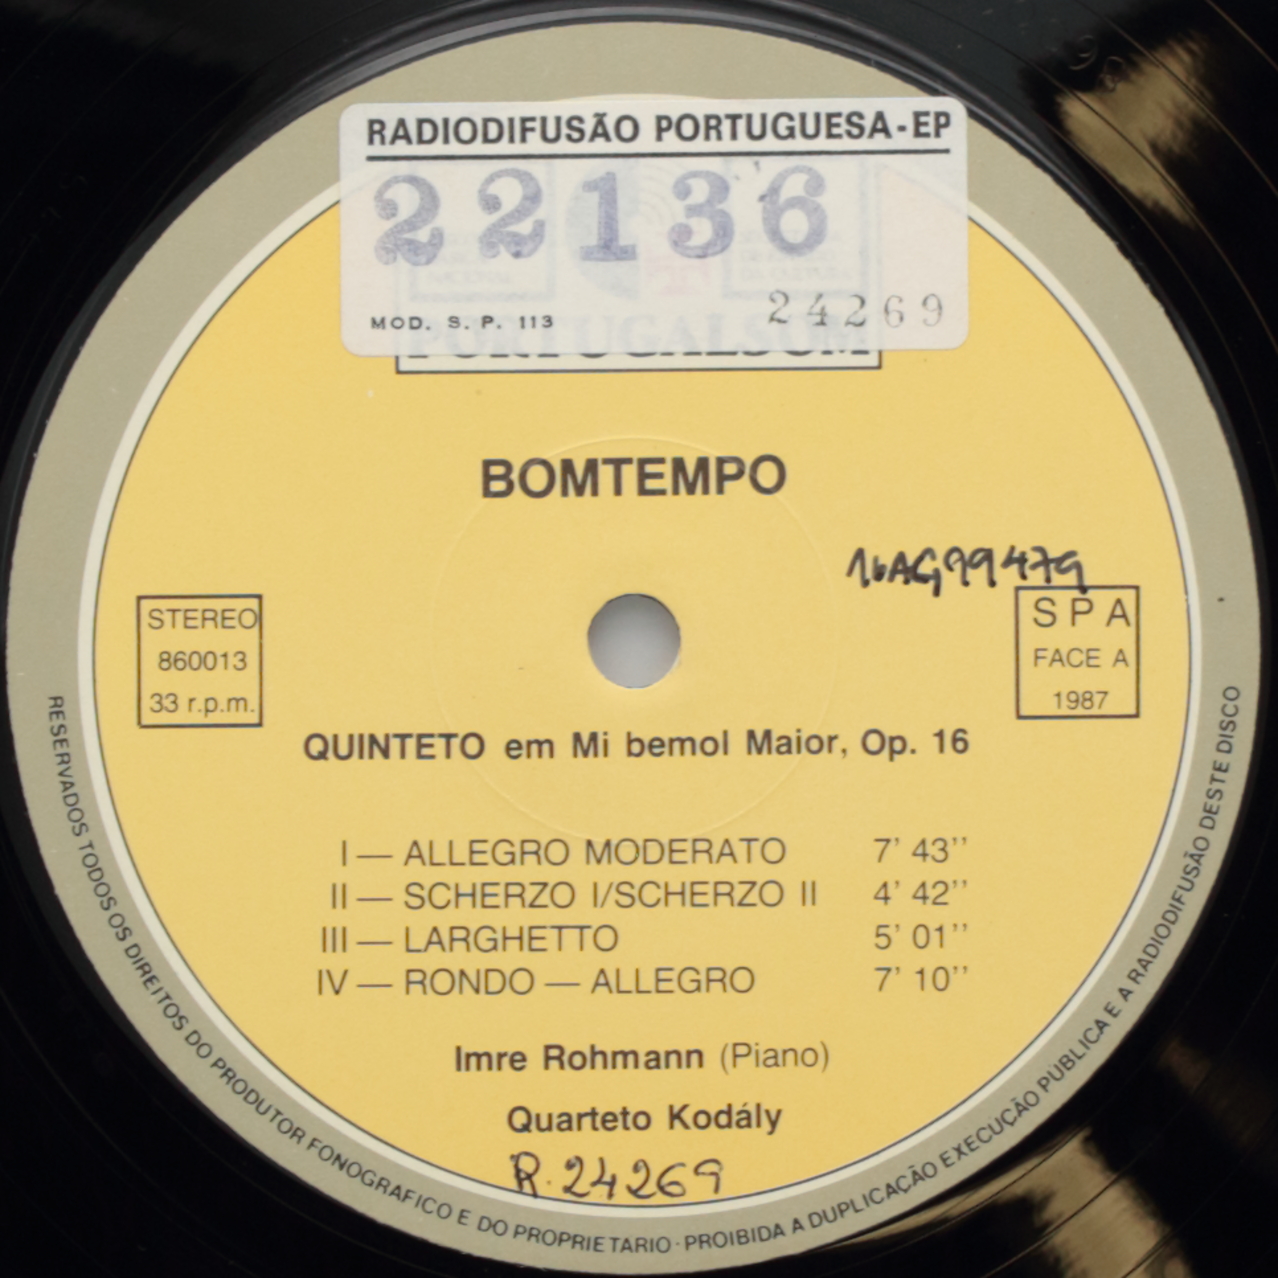 RADIODIFUSÃO PORTUGUESA-EP
22136
MOD. S. P. 113
24269
PORTUGALSOM
BOMTEMPO
STEREO
860013
33 r.p.m.
16AG99479
S P A
FACE A
1987
QUINTETO em Mi bemol Maior, Op. 16
I — ALLEGRO MODERATO 7' 43''
II — SCHERZO I/SCHERZO II 4' 42''
III — LARGHETTO 5' 01''
IV — RONDO — ALLEGRO 7' 10''
Imre Rohmann (Piano)
Quarteto Kodály
R. 24269
RESERVADOS TODOS OS DIREITOS DO PRODUTOR FONOGRAFICO E DO PROPRIETARIO · PROIBIDA A DUPLICAÇÃO EXECUÇÃO PUBLICA E A RADIODIFUSÃO DESTE DISCO